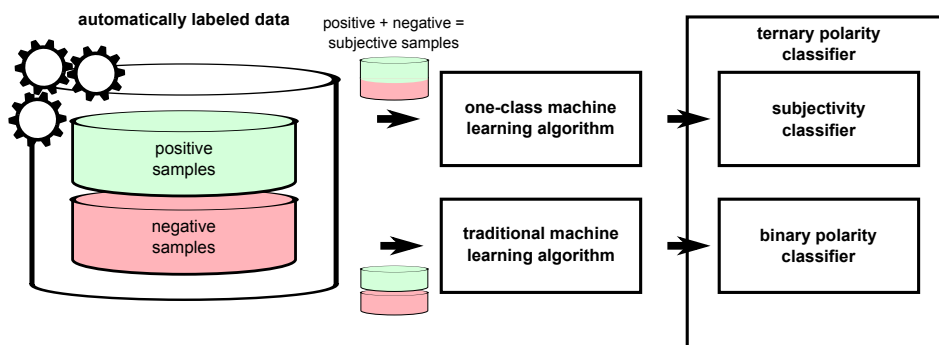 automatically labeled data
positive + negative =
subjective samples
ternary polarity
classifier
positive
samples
negative
samples
one-class machine
learning algorithm
subjectivity
classifier
traditional machine
learning algorithm
binary polarity
classifier